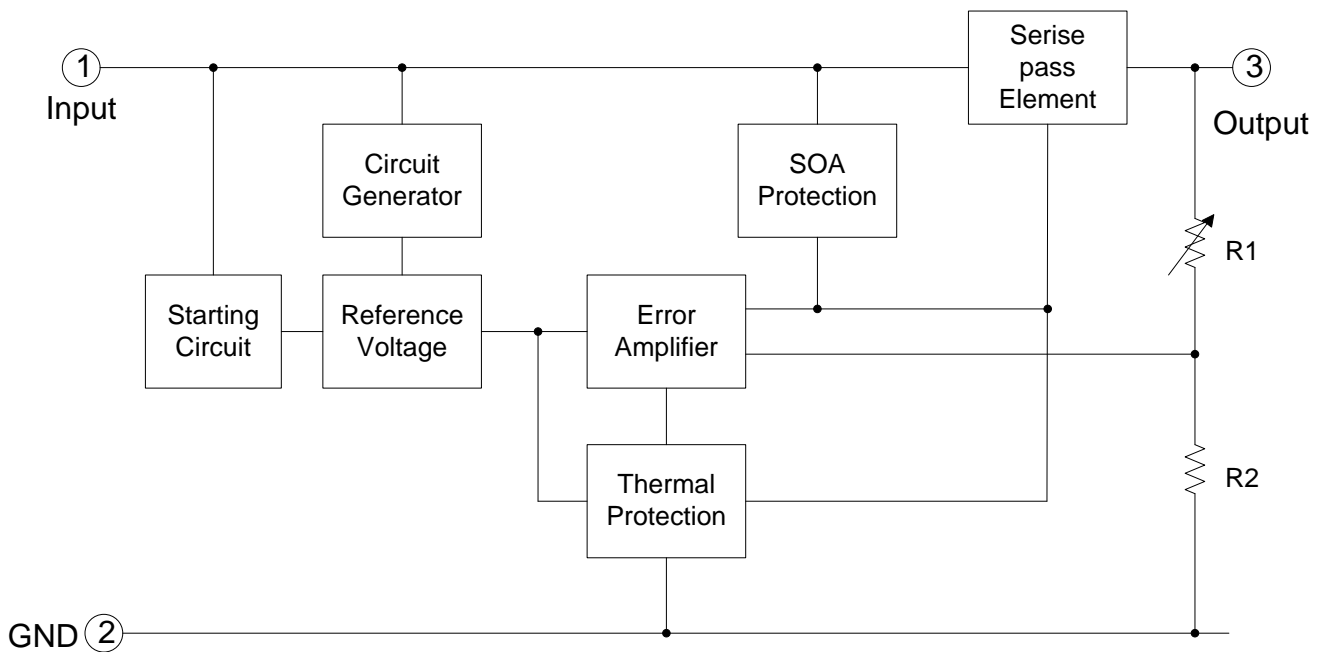 1
Input
Serise
pass
Element
3
Output
Circuit
Generator
SOA
Protection
R1
Starting
Circuit
Reference
Voltage
Error
Amplifier
Thermal
Protection
R2
GND 2